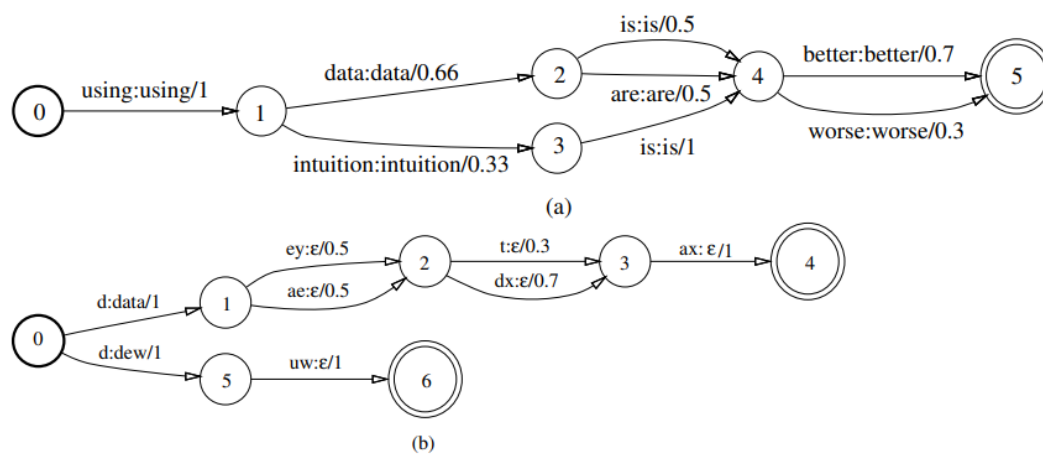 is:is/0.5
data:data/0.66
2
better:better/0.7
using:using/1
4
are:are/0.5
0
1
5
worse:worse/0.3
3
intuition:intuition/0.33
is:is/1
(a)
ey:ε/0.5
t:ε/0.3
ax: ε/1
2
3
4
ae:ε/0.5
dx:ε/0.7
d:data/1
1
0
d:dew/1
uw:ε/1
5
6
(b)